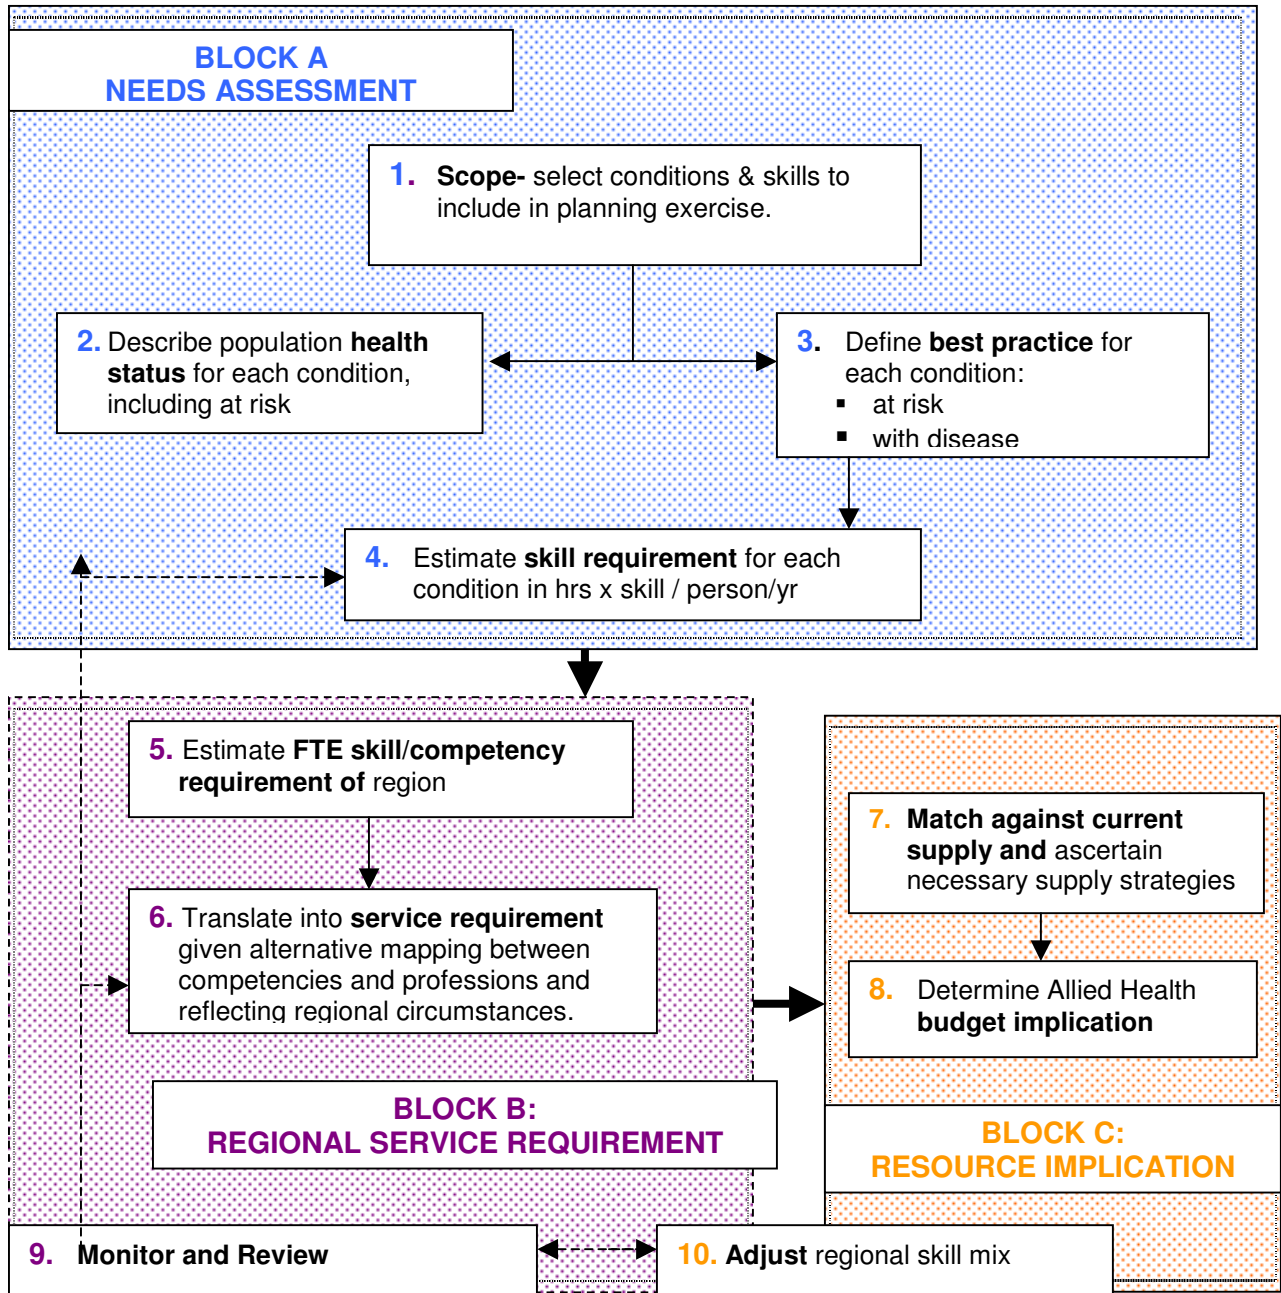 BLOCK A
NEEDS ASSESSMENT
1. Scope- select conditions & skills to
include in planning exercise.
2. Describe population health
status for each condition,
including at risk
3. Define best practice for
each condition:
▪ at risk
▪ with disease
4. Estimate skill requirement for each
condition in hrs x skill / person/yr
5. Estimate FTE skill/competency
requirement of region
6. Translate into service requirement
given alternative mapping between
competencies and professions and
reflecting regional circumstances.
7. Match against current
supply and ascertain
necessary supply strategies
8. Determine Allied Health
budget implication
BLOCK B:
REGIONAL SERVICE REQUIREMENT
BLOCK C:
RESOURCE IMPLICATION
9. Monitor and Review
10. Adjust regional skill mix